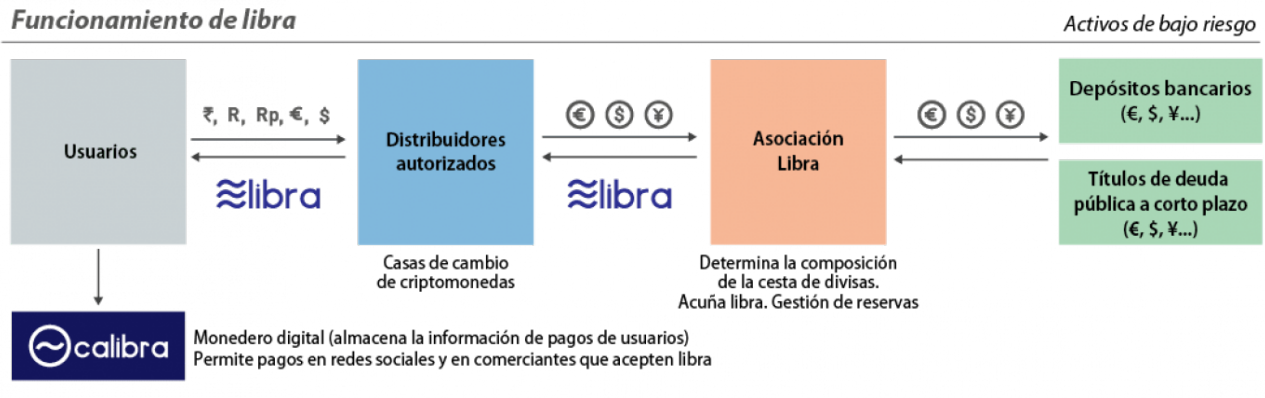 Funcionamiento de libra
Activos de bajo riesgo
Usuarios
₹, R, Rp, €, $
libra
Distribuidores
autorizados
€ $ ¥
libra
Asociación
Libra
€ $ ¥
Depósitos bancarios
(€, $, ¥...)
Títulos de deuda
pública a corto plazo
(€, $, ¥...)
Casas de cambio
de criptomonedas
Determina la composición
de la cesta de divisas.
Acuña libra. Gestión de reservas
calibra
Monedero digital (almacena la información de pagos de usuarios)
Permite pagos en redes sociales y en comerciantes que acepten libra